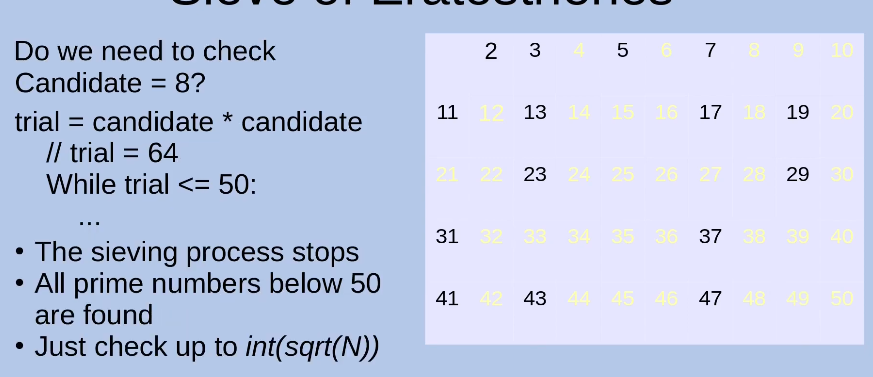 Sieve of Eratosthenes
Do we need to check
Candidate = 8?
trial = candidate * candidate
// trial = 64
While trial <= 50:
...
• The sieving process stops
• All prime numbers below 50
are found
• Just check up to int(sqrt(N))
2 3 4 5 6 7 8 9 10
11 12 13 14 15 16 17 18 19 20
21 22 23 24 25 26 27 28 29 30
31 32 33 34 35 36 37 38 39 40
41 42 43 44 45 46 47 48 49 50